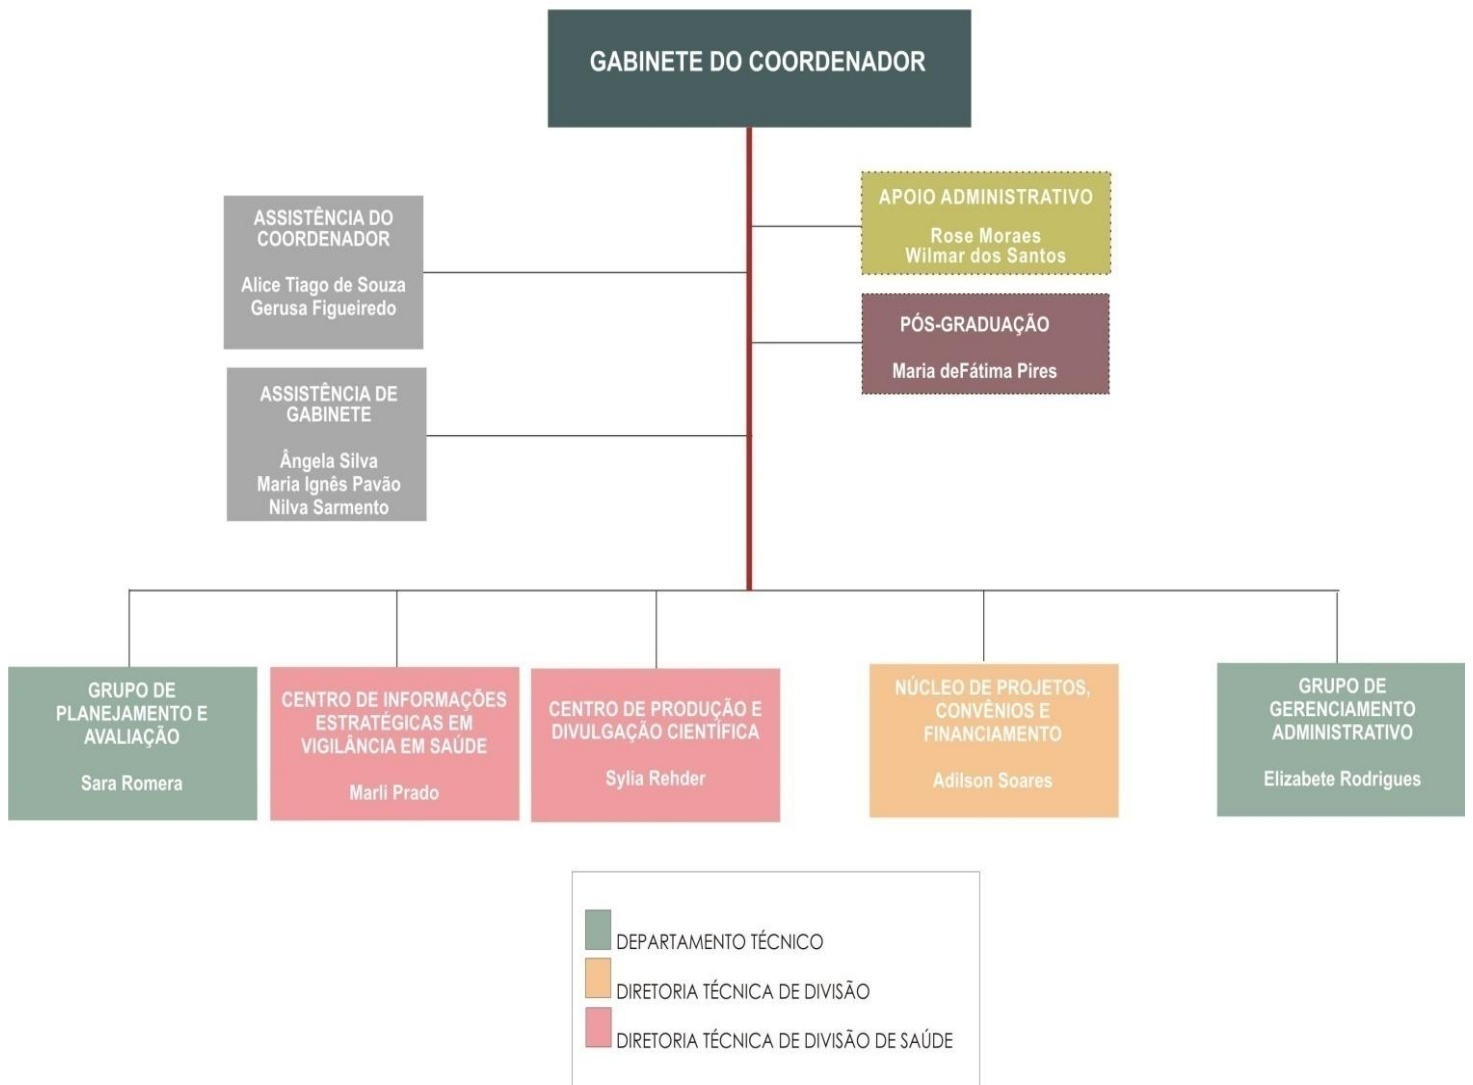 GABINETE DO COORDENADOR
ASSISTÊNCIA DO
COORDENADOR
Alice Tiago de Souza
Gerusa Figueiredo
APOIO ADMINISTRATIVO
Rose Moraes
Wilmar dos Santos
PÓS-GRADUAÇÃO
Maria deFátima Pires
ASSISTÊNCIA DE
GABINETE
Ângela Silva
Maria Ignês Pavão
Nilva Sarmento
GRUPO DE
PLANEJAMENTO E
AVALIAÇÃO
Sara Romera
CENTRO DE INFORMAÇÕES
ESTRATÉGICAS EM
VIGILÂNCIA EM SAÚDE
Marli Prado
CENTRO DE PRODUÇÃO E
DIVULGAÇÃO CIENTÍFICA
Sylia Rehder
NÚCLEO DE PROJETOS,
CONVÊNIOS E
FINANCIAMENTO
Adilson Soares
GRUPO DE
GERENCIAMENTO
ADMINISTRATIVO
Elizabete Rodrigues
DEPARTAMENTO TÉCNICO
DIRETORIA TÉCNICA DE DIVISÃO
DIRETORIA TÉCNICA DE DIVISÃO DE SAÚDE